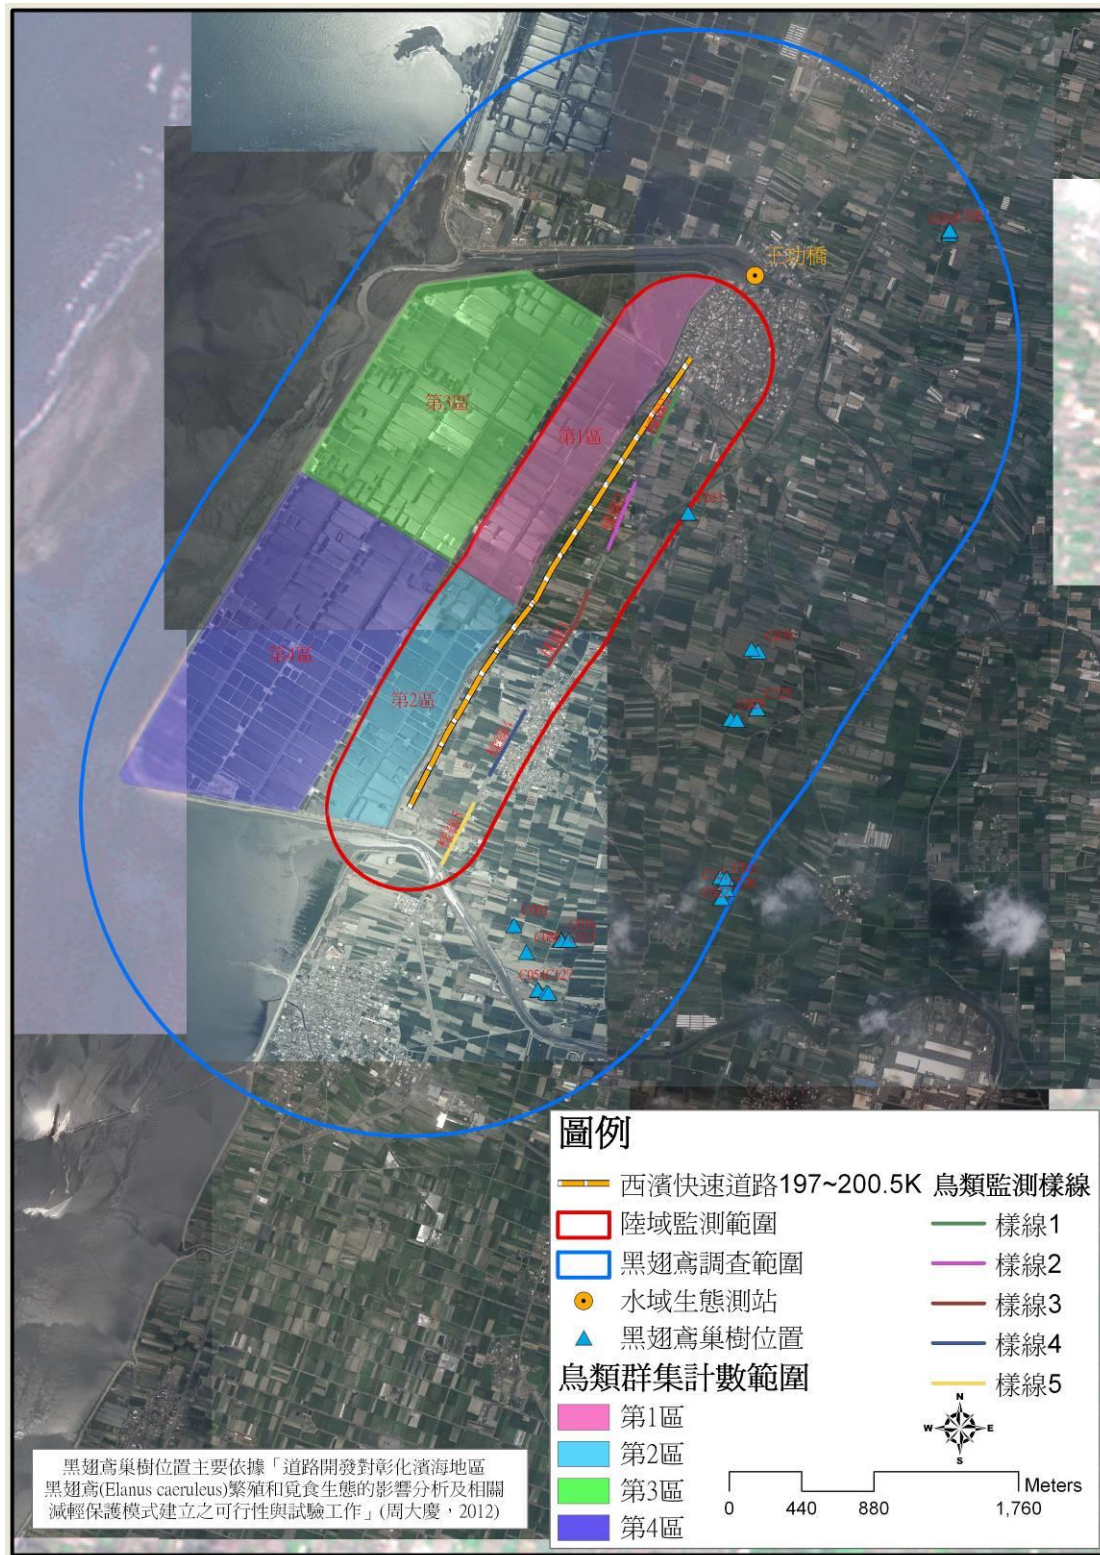 王功橋
第3區
第1區
第4區
第2區
圖例
西濱快速道路197~200.5K
陸域監測範圍
黑翅鳶調查範圍
水域生態測站
黑翅鳶巢樹位置
鳥類群集計數範圍
第1區
第2區
第3區
第4區
鳥類監測樣線
樣線1
樣線2
樣線3
樣線4
樣線5
N
W
E
S
Meters
0
440
880
1,760
黑翅鳶巢樹位置主要依據「道路開發對彰化濱海地區
黑翅鳶(Elanus caeruleus)繁殖和覓食生態的影響分析及相關
減輕保護模式建立之可行性與試驗工作」(周大慶,2012)